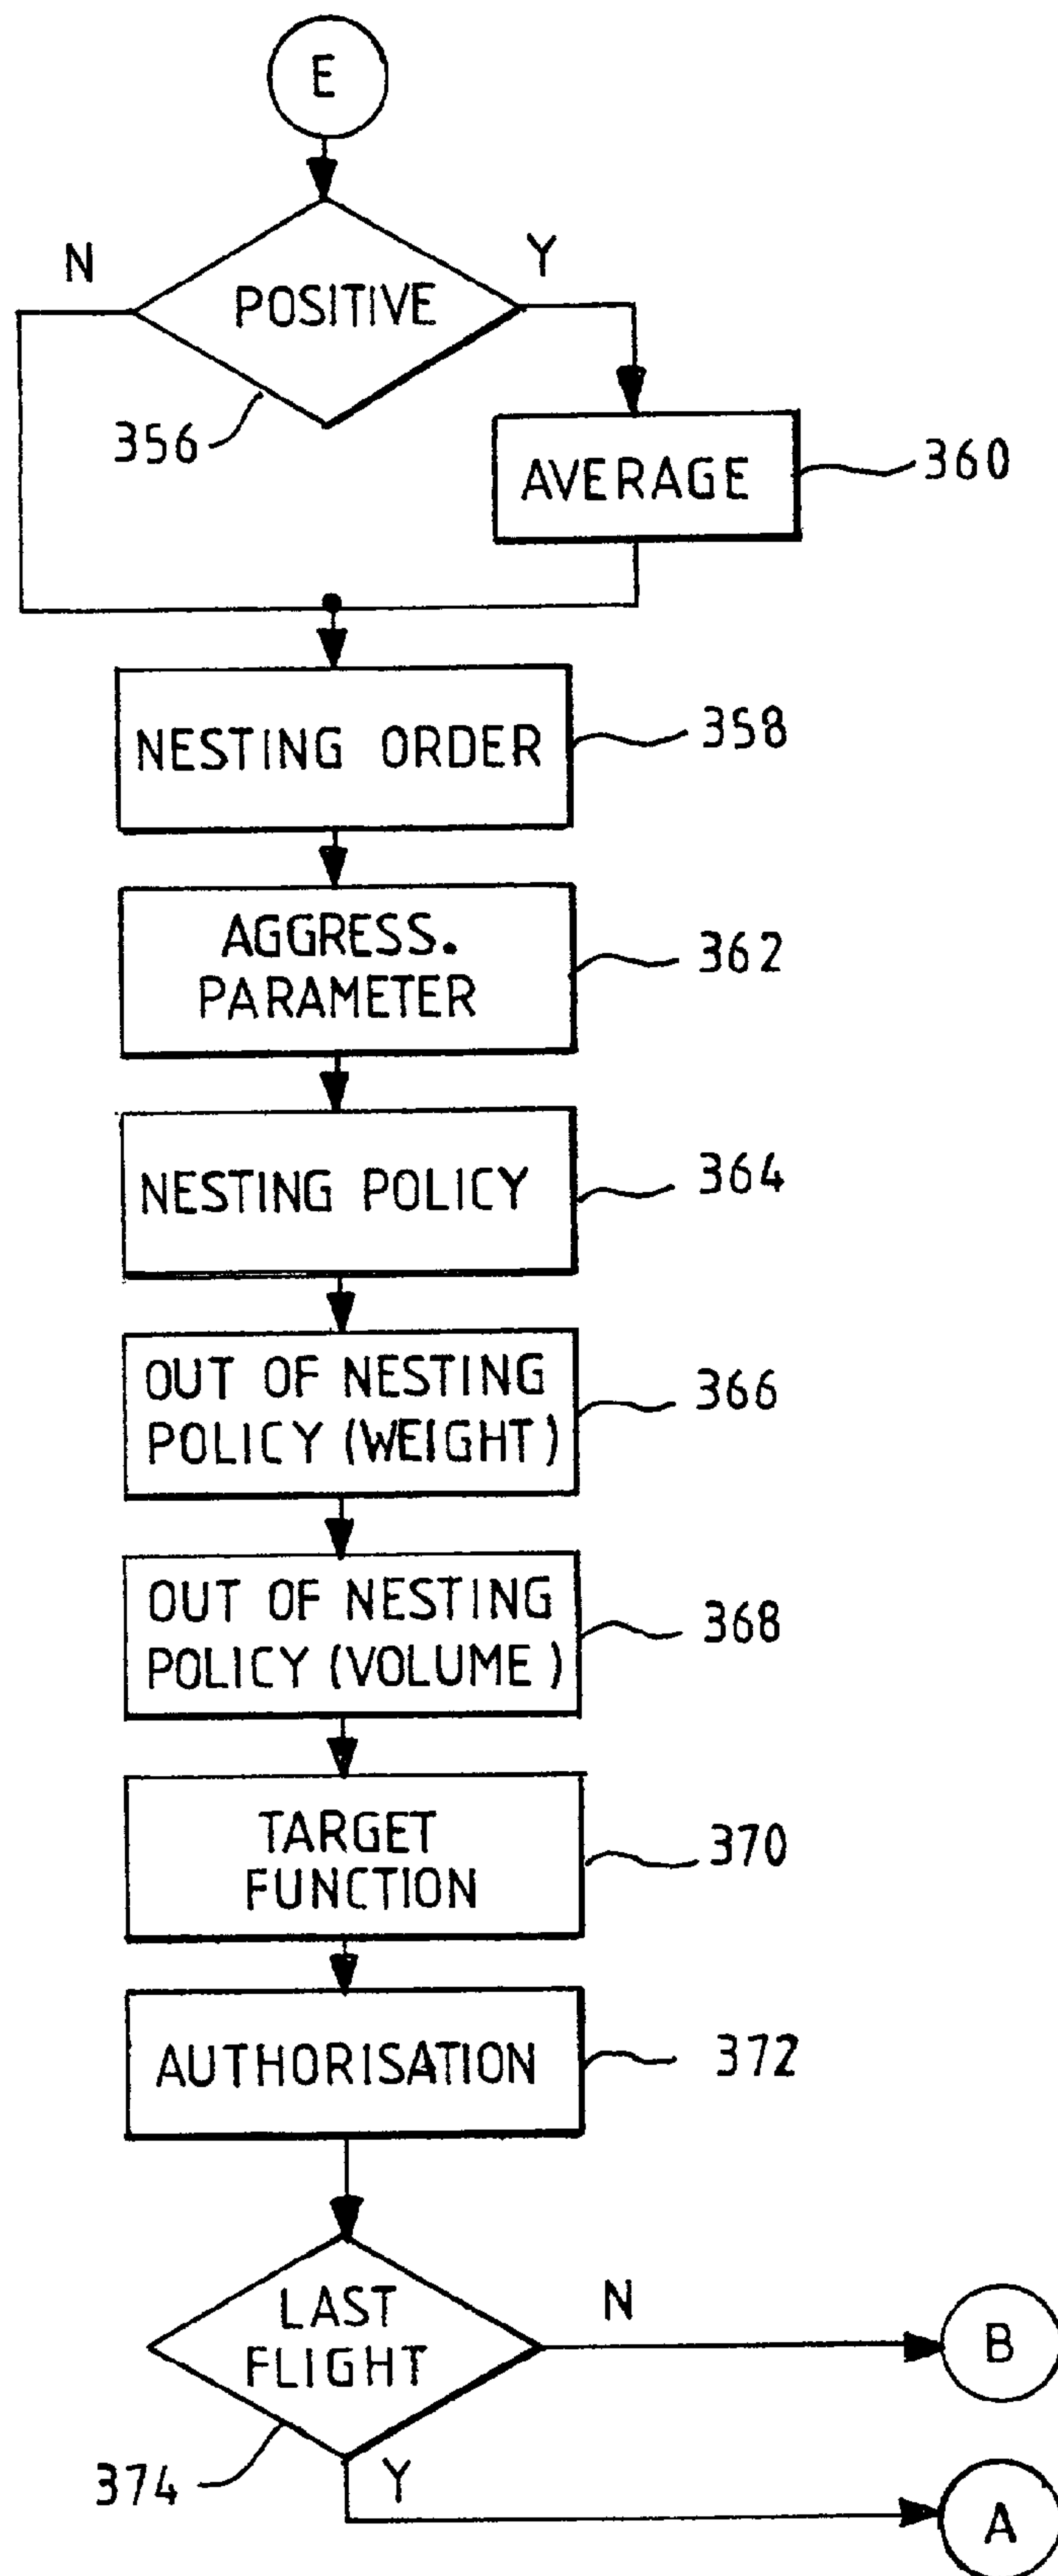 E
N
Y
POSITIVE
356
AVERAGE
360
NESTING ORDER
358
AGGRESS.
PARAMETER
362
NESTING POLICY
364
OUT OF NESTING
POLICY (WEIGHT)
366
OUT OF NESTING
POLICY (VOLUME)
368
TARGET
FUNCTION
370
AUTHORISATION
372
LAST
FLIGHT
N
B
374
Y
A